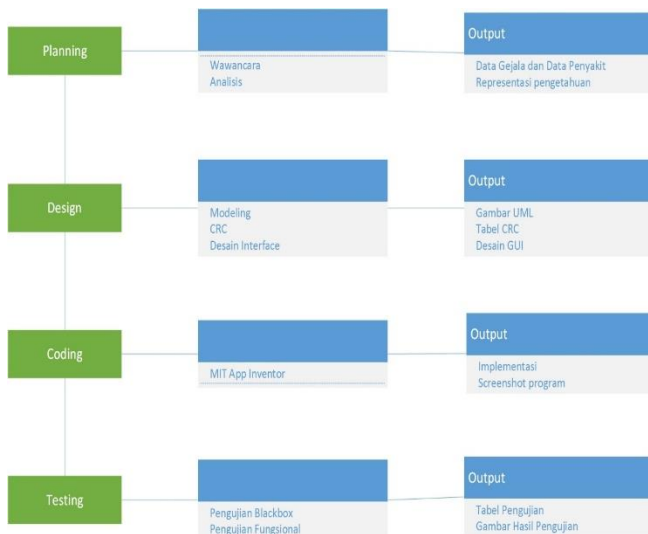 Planning
Wawancara
Analisis
Output
Data Gejala dan Data Penyakit
Representasi pengetahuan
Design
Modeling
CRC
Desain Interface
Output
Gambar UML
Tabel CRC
Desain GUI
Coding
MIT App Inventor
Output
Implementasi
Screenshot program
Testing
Pengujian Blackbox
Pengujian Fungsional
Output
Tabel Pengujian
Gambar Hasil Pengujian